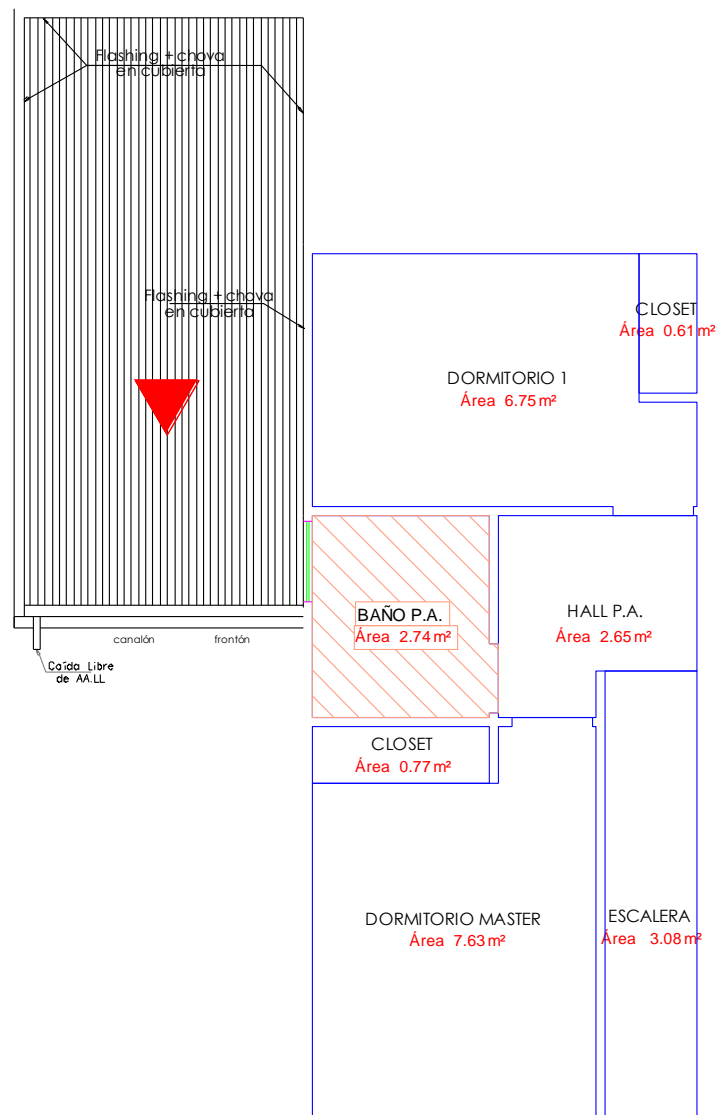 Flashing + chova
en cubierta
Flashing + chova
en cubierta
CLOSET
Área 0.61 m²
DORMITORIO 1
Área 6.75 m²
BAÑO P.A.
Área 2.74 m²
HALL P.A.
Área 2.65 m²
canalón
frontón
Caída Libre
de AA.LL
CLOSET
Área 0.77 m²
DORMITORIO MASTER
Área 7.63 m²
ESCALERA
Área 3.08 m²